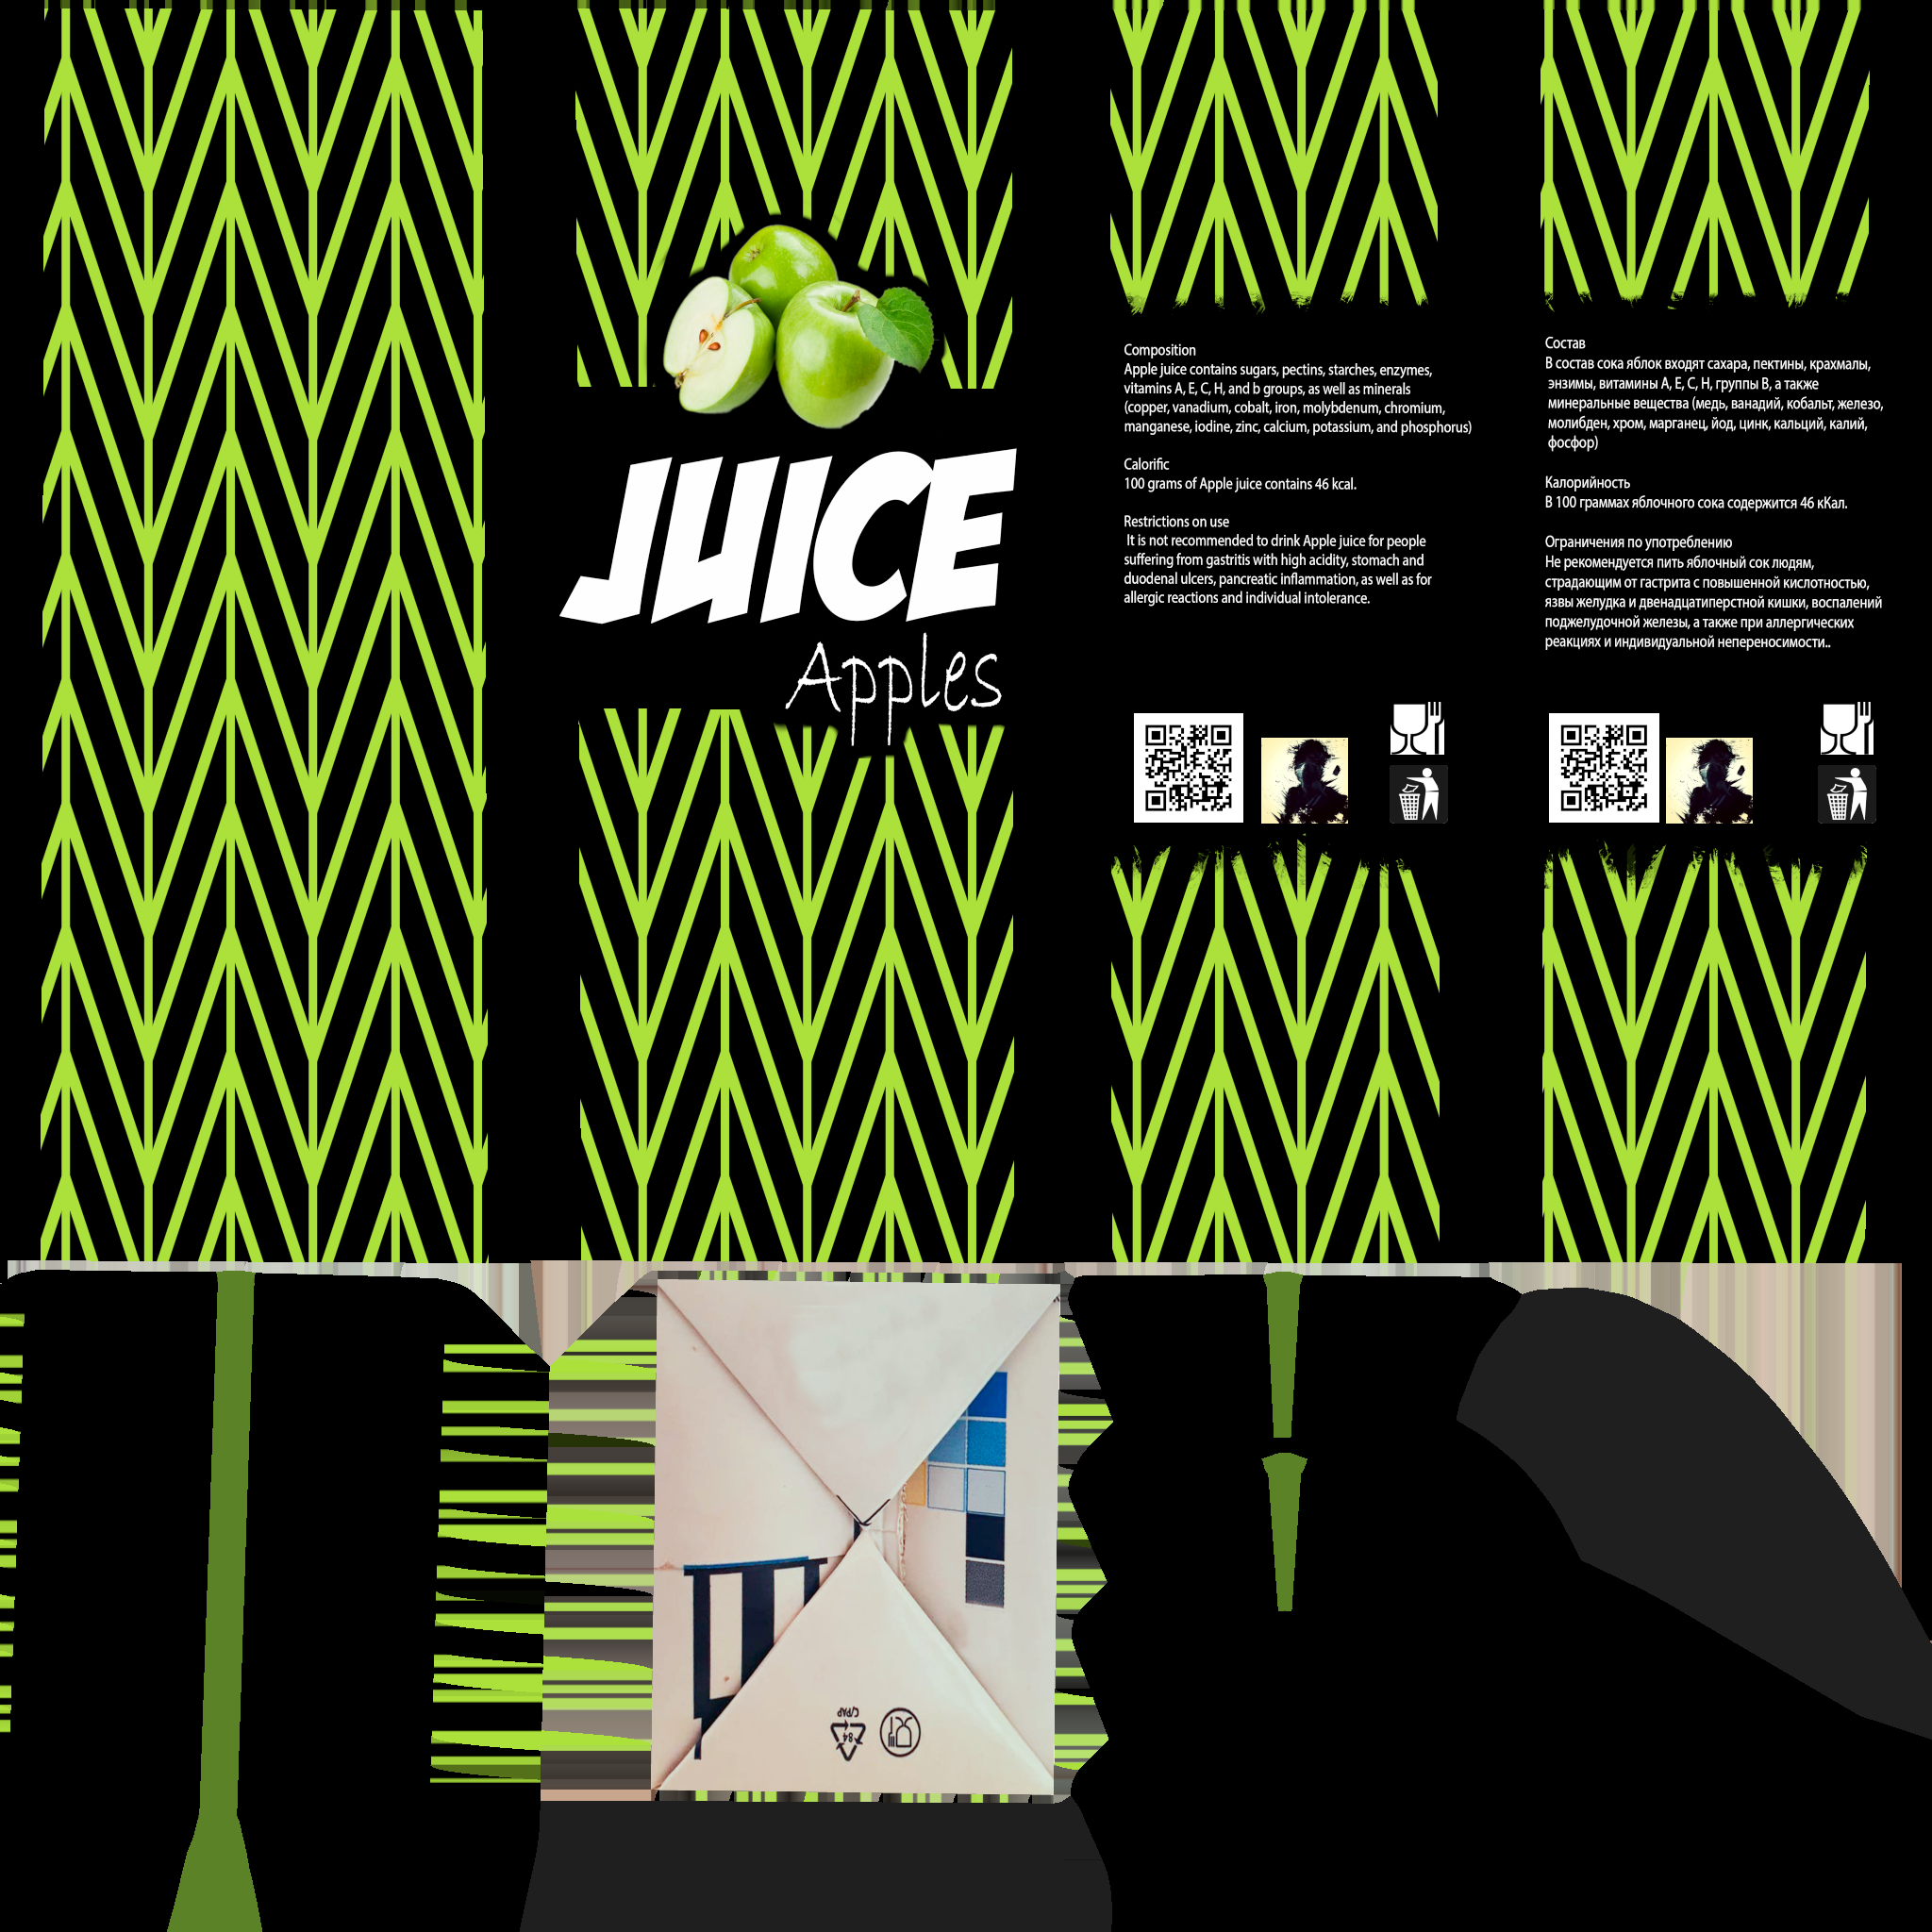 JUICE
Apples
Composition
Apple juice contains sugars, pectins, starches, enzymes,
vitamins A, E, C, H, and b groups, as well as minerals
(copper, vanadium, cobalt, iron, molybdenum, chromium,
manganese, iodine, zinc, calcium, potassium, and phosphorus)
Calorific
100 grams of Apple juice contains 46 kcal.
Restrictions on use
It is not recommended to drink Apple juice for people
suffering from gastritis with high acidity, stomach and
duodenal ulcers, pancreatic inflammation, as well as for
allergic reactions and individual intolerance.
Состав
В состав сока яблок входят сахара, пектины, крахмалы,
энзимы, витамины А, Е, С, Н, группы В, а также
минеральные вещества (медь, ванадий, кобальт, железо,
молибден, хром, марганец, йод, цинк, кальций, калий,
фосфор)
Калорийность
В 100 граммах яблочного сока содержится 46 кКал.
Ограничения по употреблению
Не рекомендуется пить яблочный сок людям,
страдающим от гастрита с повышенной кислотностью,
язвы желудка и двенадцатиперстной кишки, воспалений
поджелудочной железы, а также при аллергических
реакциях и индивидуальной непереносимости..
C/PAP
84